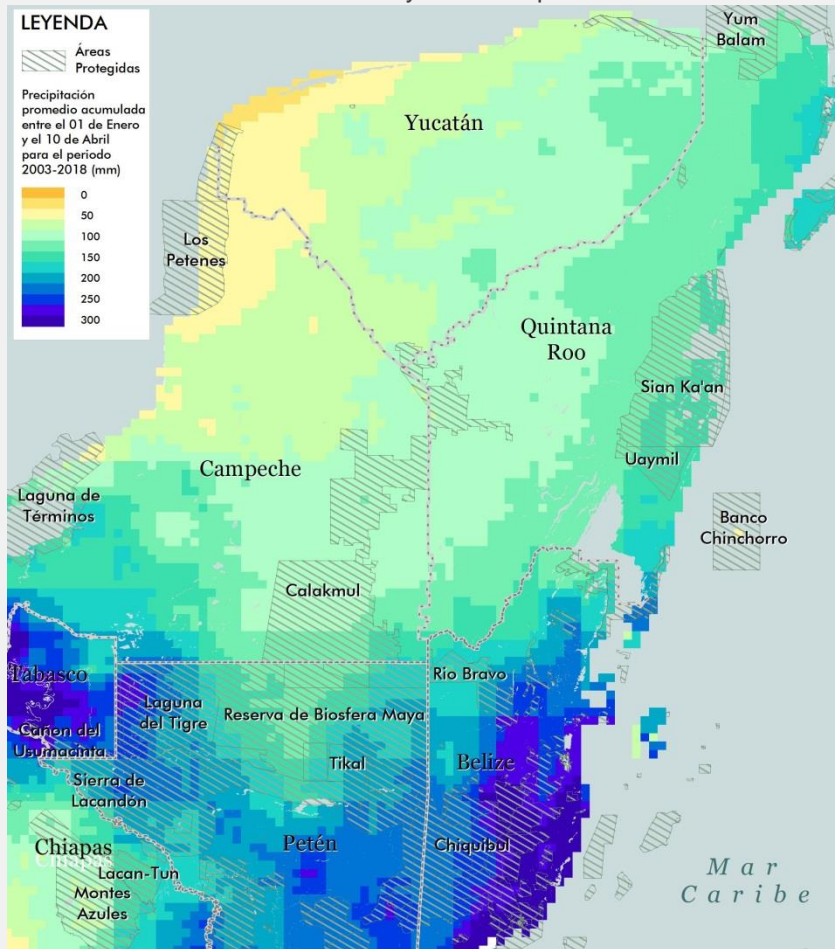 LEYENDA
Áreas
Protegidas
Precipitación
promedio acumulada
entre el 01 de Enero
y el 10 de Abril
para el periodo
2003-2018 (mm)
0
50
100
150
200
250
300
Yum
Balam
Yucatán
Los
Petenes
Quintana
Roo
Sian Ka'an
Uaymil
Campeche
Laguna de
Términos
Banco
Chinchorro
Calakmul
Tabasco
Rio Bravo
Laguna
del Tigre
Reserva de Biosfera Maya
Cañon del
Usumacinta
Tikal
Belize
Sierra de
Lacandón
Petén
Chiquibul
Chiapas
Chiapas
Lacan-Tun
Montes
Azules
Mar
Caribe